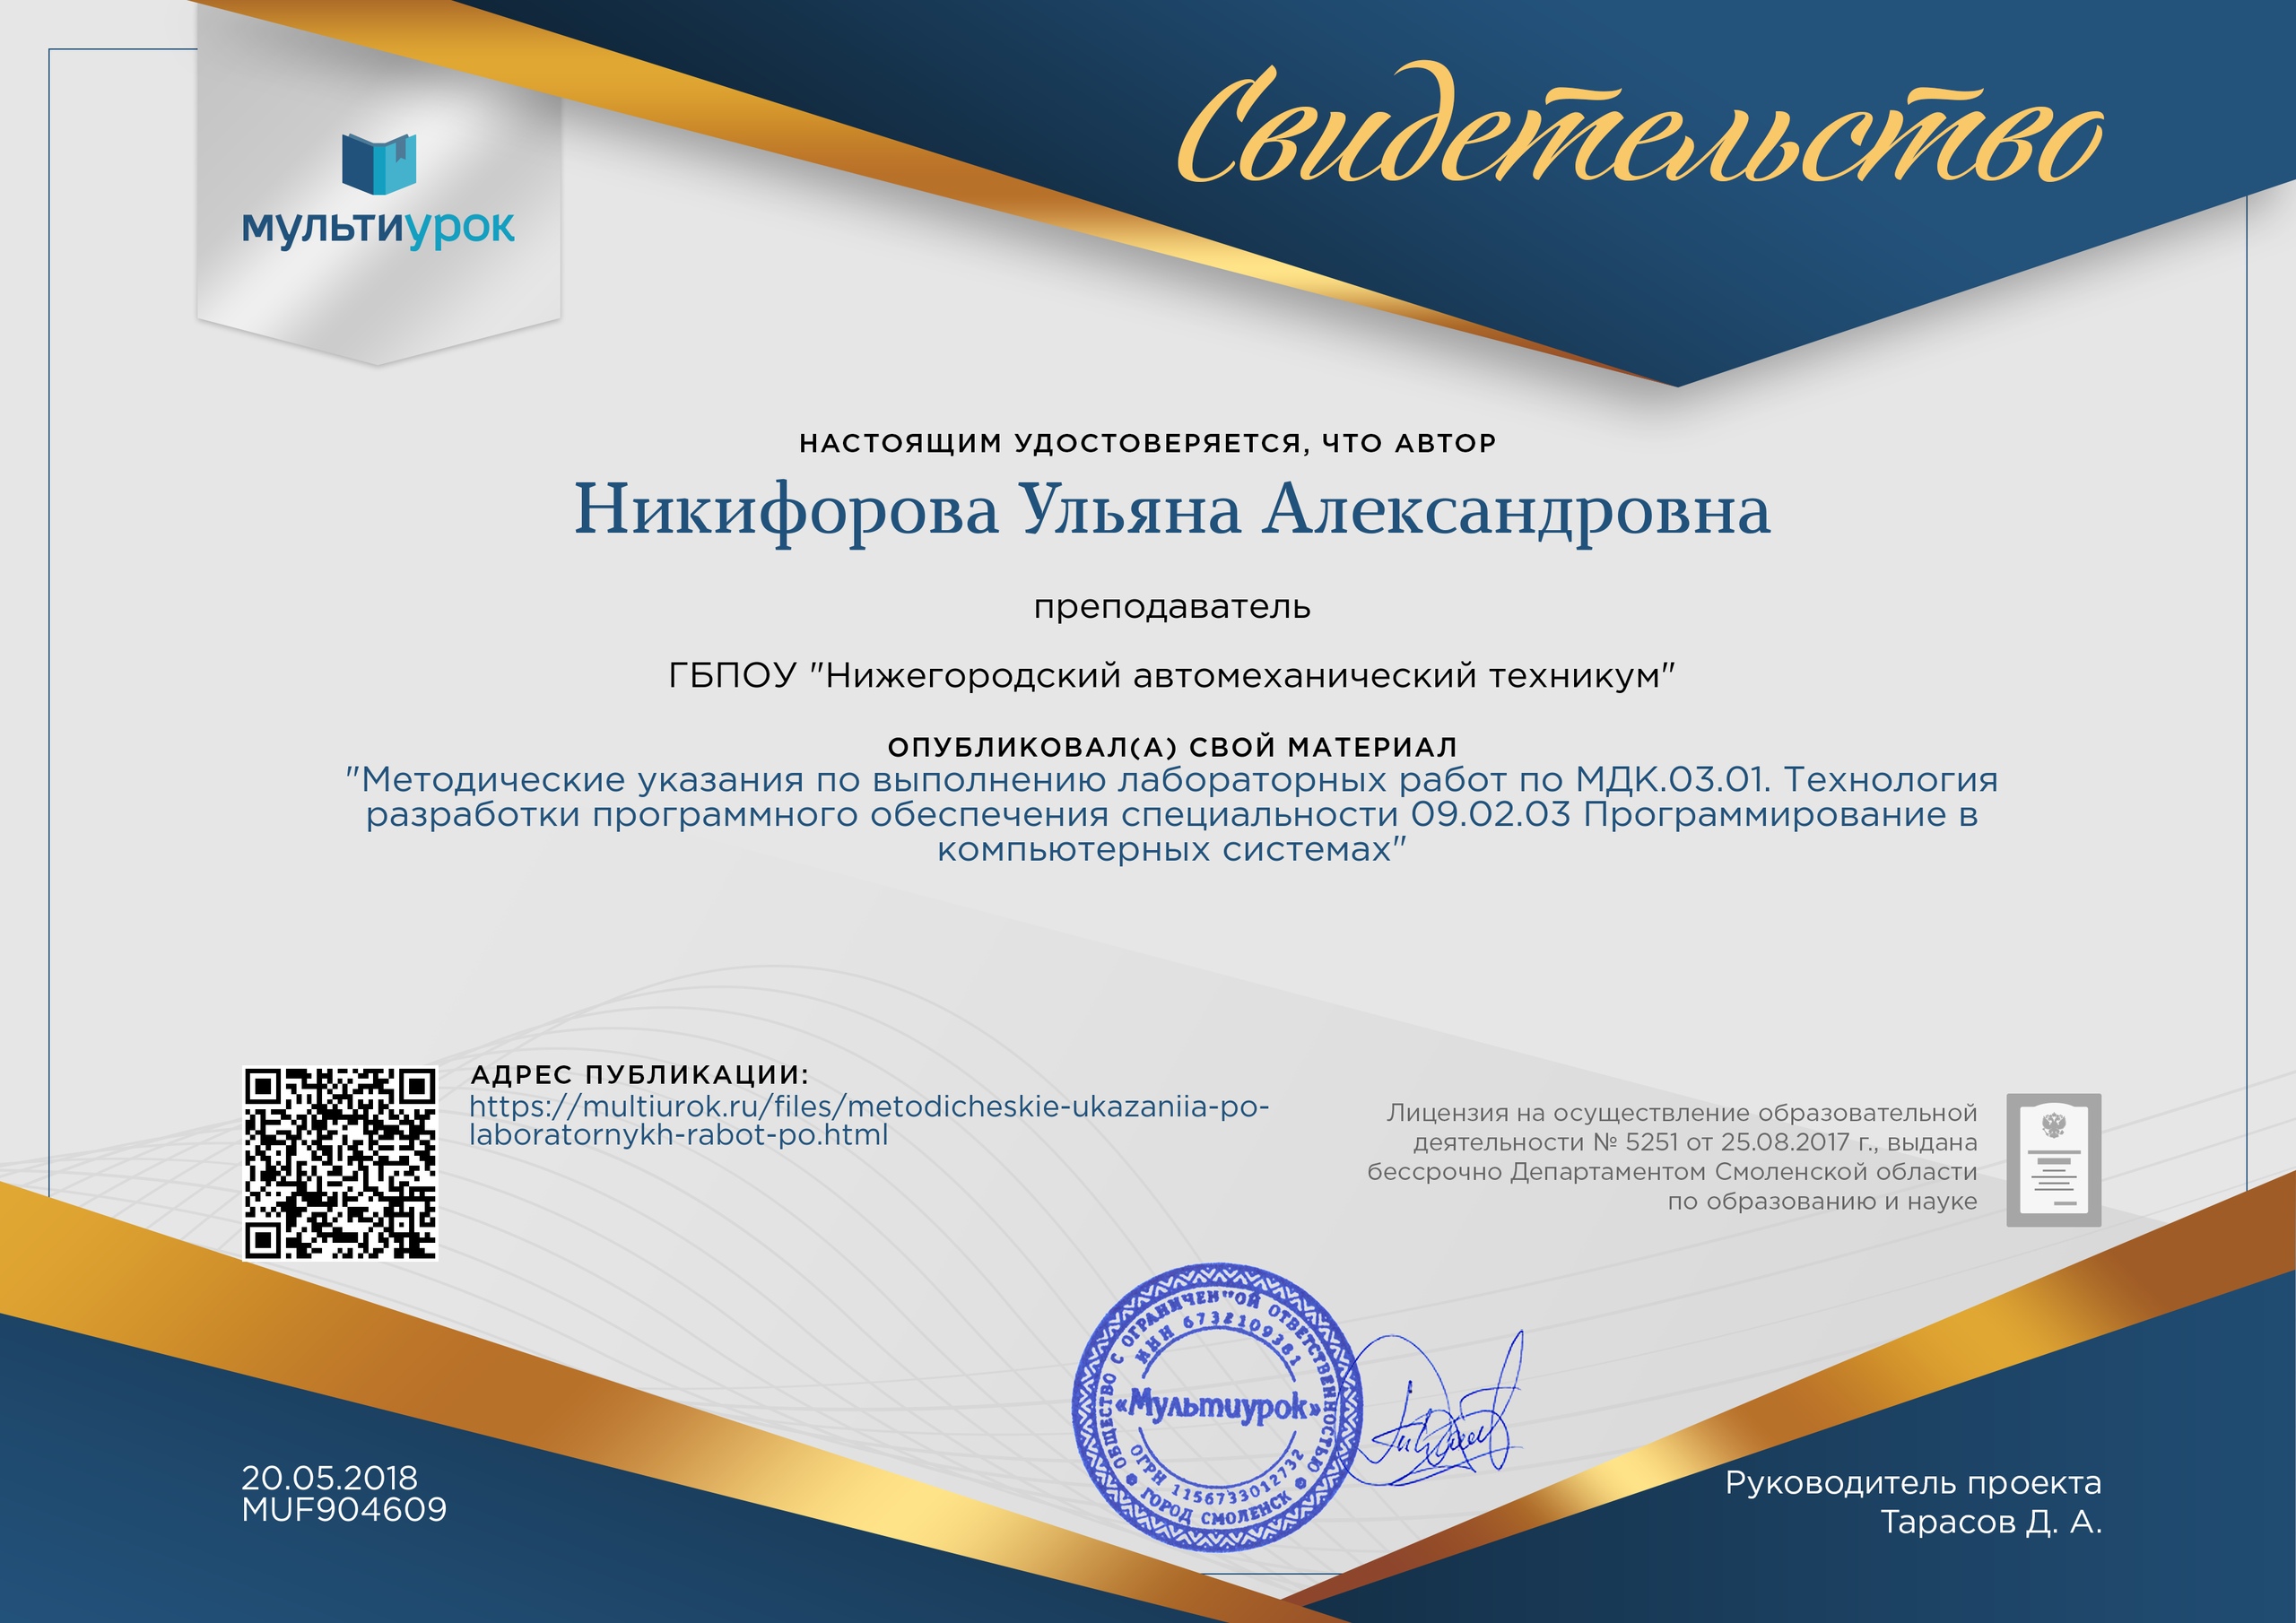 Свидетельство
мультиурок
НАСТОЯЩИМ УДОСТОВЕРЯЕТСЯ, ЧТО АВТОР
Никифорова Ульяна Александровна
преподаватель
ГБПОУ "Нижегородский автомеханический техникум"
ОПУБЛИКОВАЛ(А) СВОЙ МАТЕРИАЛ
"Методические указания по выполнению лабораторных работ по МДК.03.01. Технология
разработки программного обеспечения специальности 09.02.03 Программирование в
компьютерных системах"
АДРЕС ПУБЛИКАЦИИ:
https://multiurok.ru/files/metodicheskie-ukazaniia-po-
laboratornykh-rabot-po.html
Лицензия на осуществление образовательной
деятельности № 5251 от 25.08.2017 г., выдана
бессрочно Департаментом Смоленской области
по образованию и науке
ОБЩЕСТВО С ОГРАНИЧЕННОЙ ОТВЕТСТВЕННОСТЬЮ
ИНН 6732109381
«Мультиурок»
ОГРН 1156733012732
ГОРОД СМОЛЕНСК
20.05.2018
MUF904609
Руководитель проекта
Тарасов Д. А.